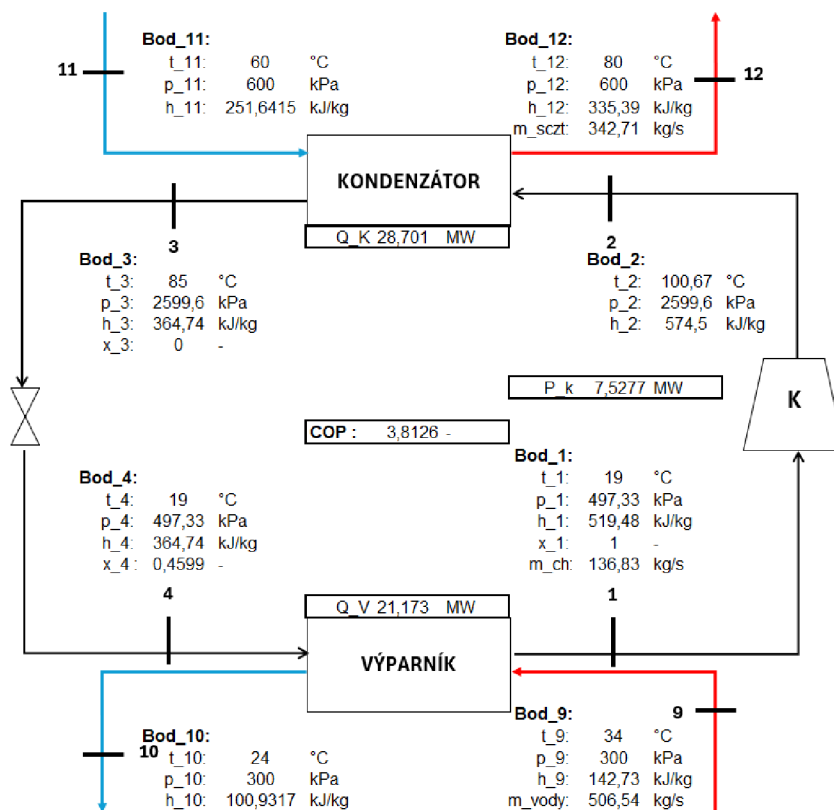 Bod_11:
t_11: 60 °C
p_11: 600 kPa
h_11: 251,6415 kJ/kg
11
Bod_12:
t_12: 80 °C
p_12: 600 kPa
h_12: 335,39 kJ/kg
m_sczt: 342,71 kg/s
12
KONDENZÁTOR
Q_K 28,701 MW
3
2
Bod_3:
t_3: 85 °C
p_3: 2599,6 kPa
h_3: 364,74 kJ/kg
x_3: 0 -
Bod_2:
t_2: 100,67 °C
p_2: 2599,6 kPa
h_2: 574,5 kJ/kg
P_k 7,5277 MW
K
COP : 3,8126 -
Bod_4:
t_4: 19 °C
p_4: 497,33 kPa
h_4: 364,74 kJ/kg
x_4 : 0,4599 -
4
Bod_1:
t_1: 19 °C
p_1: 497,33 kPa
h_1: 519,48 kJ/kg
x_1: 1 -
m_ch: 136,83 kg/s
1
Q_V 21,173 MW
VÝPARNÍK
Bod_10:
10
t_10: 24 °C
p_10: 300 kPa
h_10: 100,9317 kJ/kg
Bod_9:
9
t_9: 34 °C
p_9: 300 kPa
h_9: 142,73 kJ/kg
m_vody: 506,54 kg/s